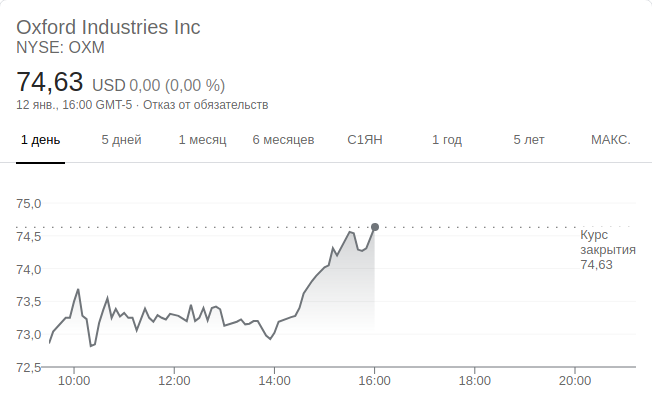 Oxford Industries Inc
NYSE: OXM
74,63 USD 0,00 (0,00 %)
12 янв., 16:00 GMT-5 · Отказ от обязательств
1 день 5 дней 1 месяц 6 месяцев С1ЯН 1 год 5 лет МАКС.
75,0
74,5
74,0
73,5
73,0
72,5
Курс
закрытия
74,63
10:00 12:00 14:00 16:00 18:00 20:00